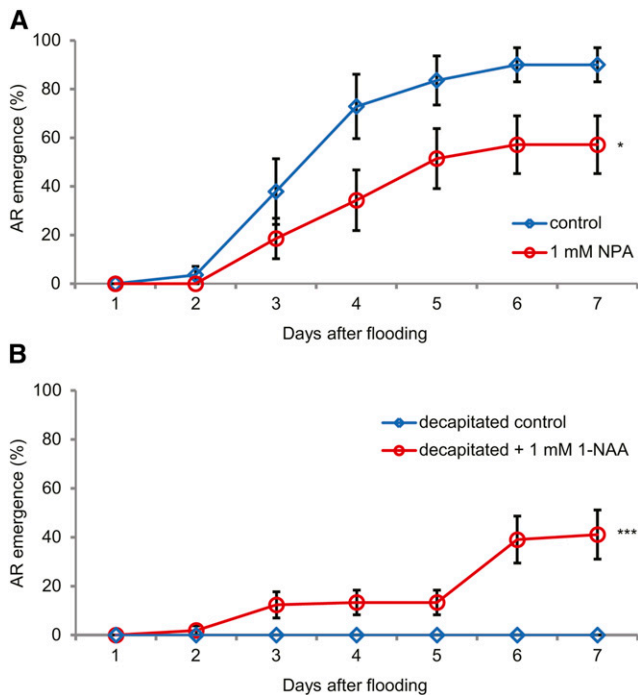 A
100
80
60
40
20
0
AR emergence (%)
*
control
1 mM NPA
1 2 3 4 5 6 7
Days after flooding
B
100
80
60
40
20
0
AR emergence (%)
decapitated control
decapitated + 1 mM 1-NAA
***
1 2 3 4 5 6 7
Days after flooding